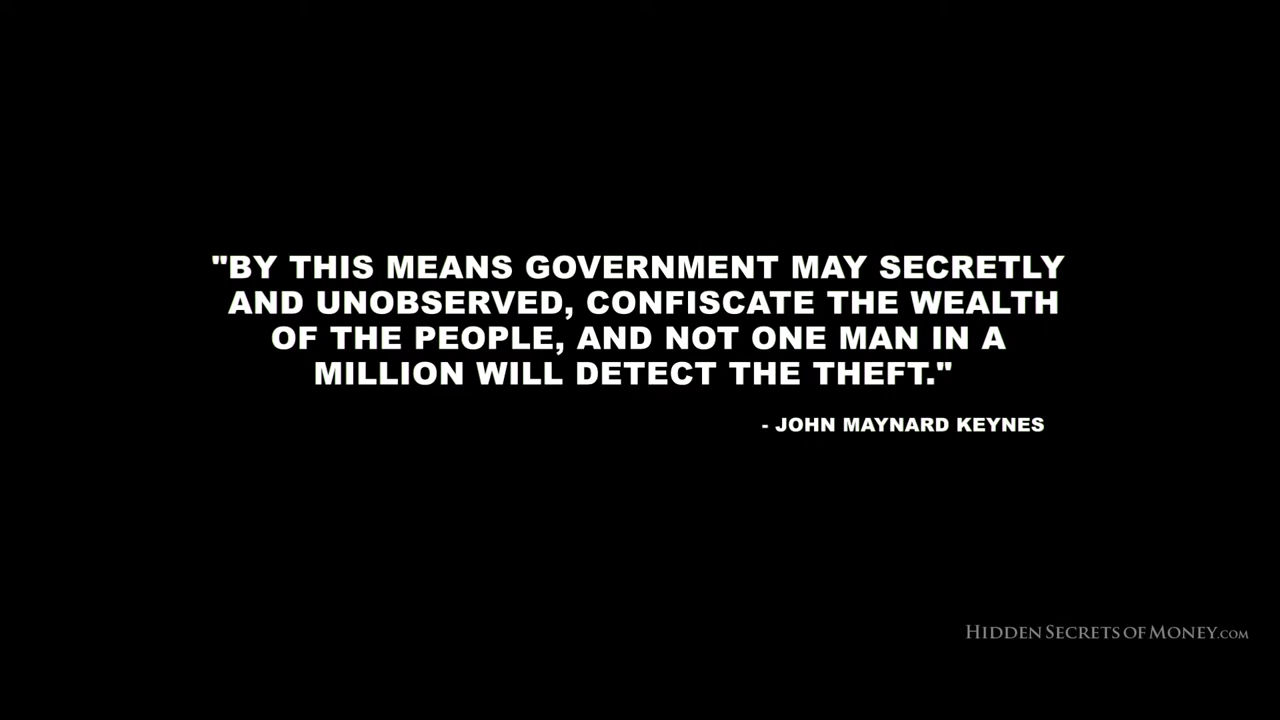 "BY THIS MEANS GOVERNMENT MAY SECRETLY
AND UNOBSERVED, CONFISCATE THE WEALTH
OF THE PEOPLE, AND NOT ONE MAN IN A
MILLION WILL DETECT THE THEFT."
- JOHN MAYNARD KEYNES
HIDDEN SECRETS OF MONEY.COM